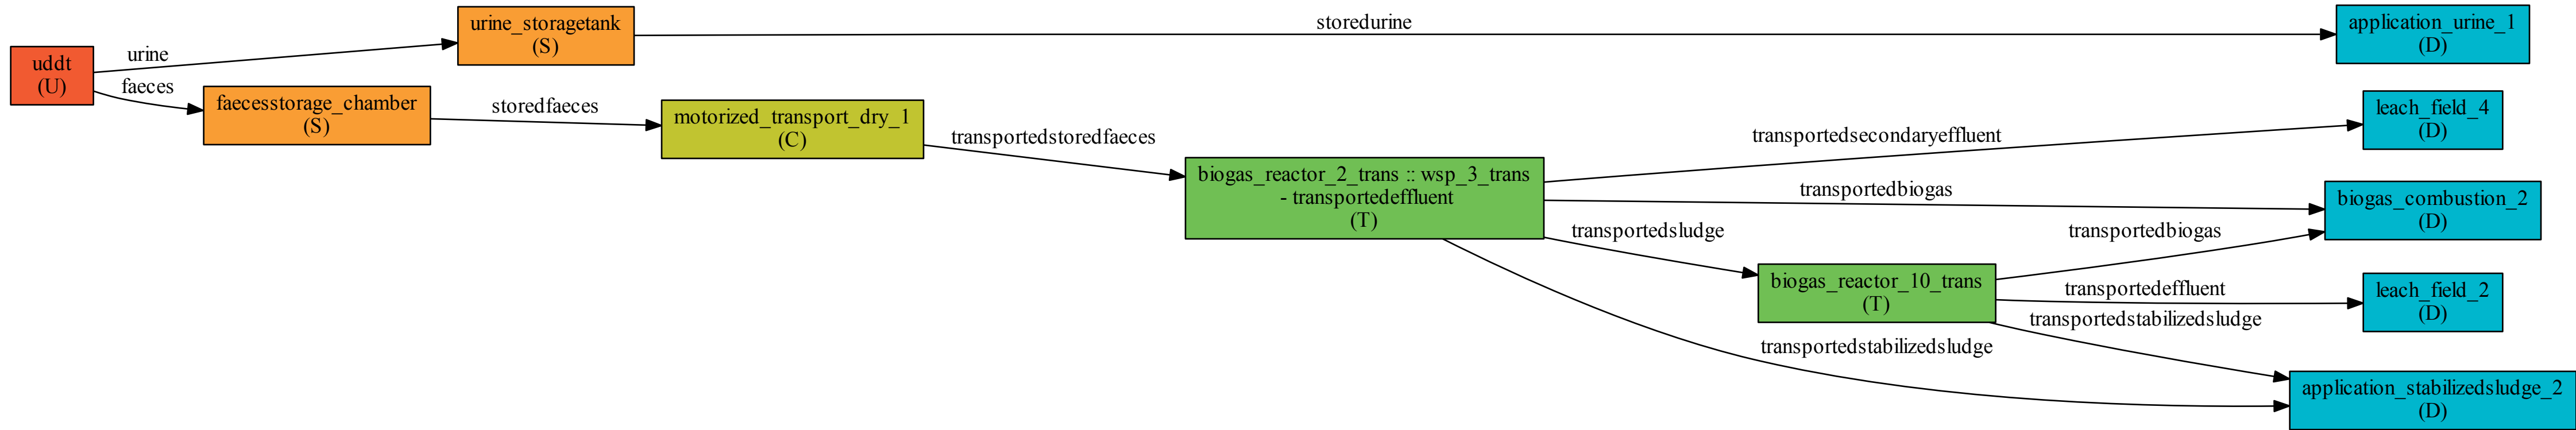 uddt
(U)
urine
faeces
urine_storagetank
(S)
faecesstorage_chamber
(S)
storedurine
storedfaeces
motorized_transport_dry_1
(C)
transportedstoredfaeces
biogas_reactor_2_trans :: wsp_3_trans
- transportedeffluent
(T)
transportedsecondaryeffluent
transportedbiogas
transportedsludge
transportedstabilizedsludge
biogas_reactor_10_trans
(T)
transportedbiogas
transportedeffluent
transportedstabilizedsludge
application_urine_1
(D)
leach_field_4
(D)
biogas_combustion_2
(D)
leach_field_2
(D)
application_stabilizedsludge_2
(D)